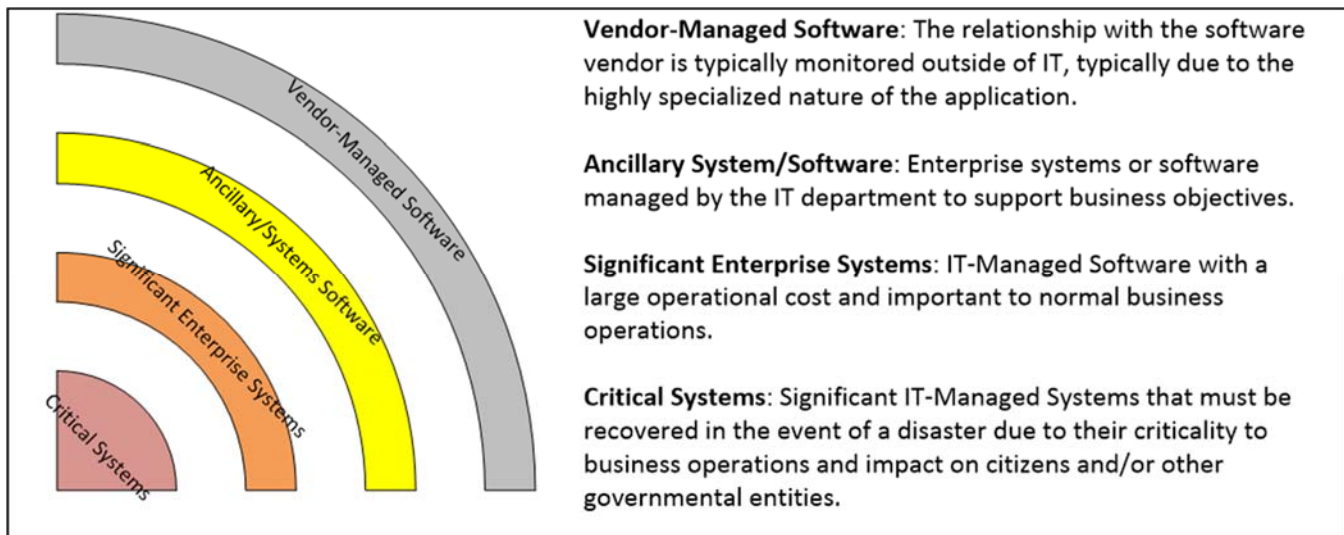 Vendor-Managed Software
Ancillary/Systems Software
Significant Enterprise Systems
Critical Systems
Vendor-Managed Software: The relationship with the software
vendor is typically monitored outside of IT, typically due to the
highly specialized nature of the application.
Ancillary System/Software: Enterprise systems or software
managed by the IT department to support business objectives.
Significant Enterprise Systems: IT-Managed Software with a
large operational cost and important to normal business
operations.
Critical Systems: Significant IT-Managed Systems that must be
recovered in the event of a disaster due to their criticality to
business operations and impact on citizens and/or other
governmental entities.